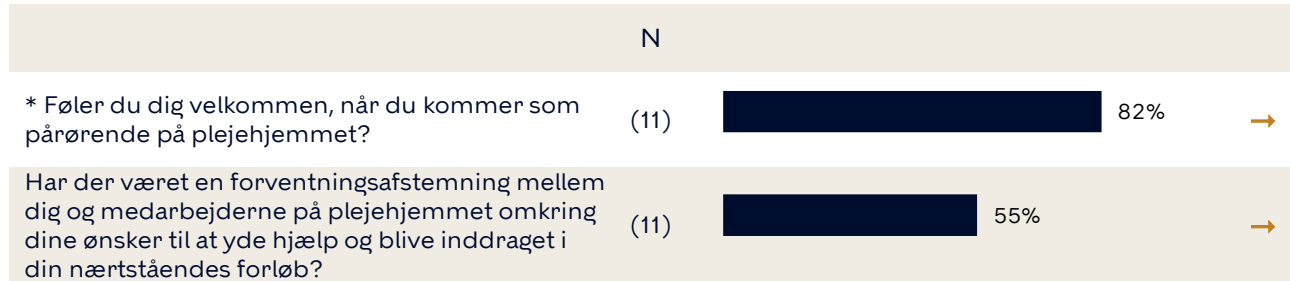 N
* Føler du dig velkommen, når du kommer som
pårørende på plejehjemmet?
(11)
82%
→
Har der været en forventningsafstemning mellem
dig og medarbejderne på plejehjemmet omkring
dine ønsker til at yde hjælp og blive inddraget i
din nærtståendes forløb?
(11)
55%
→